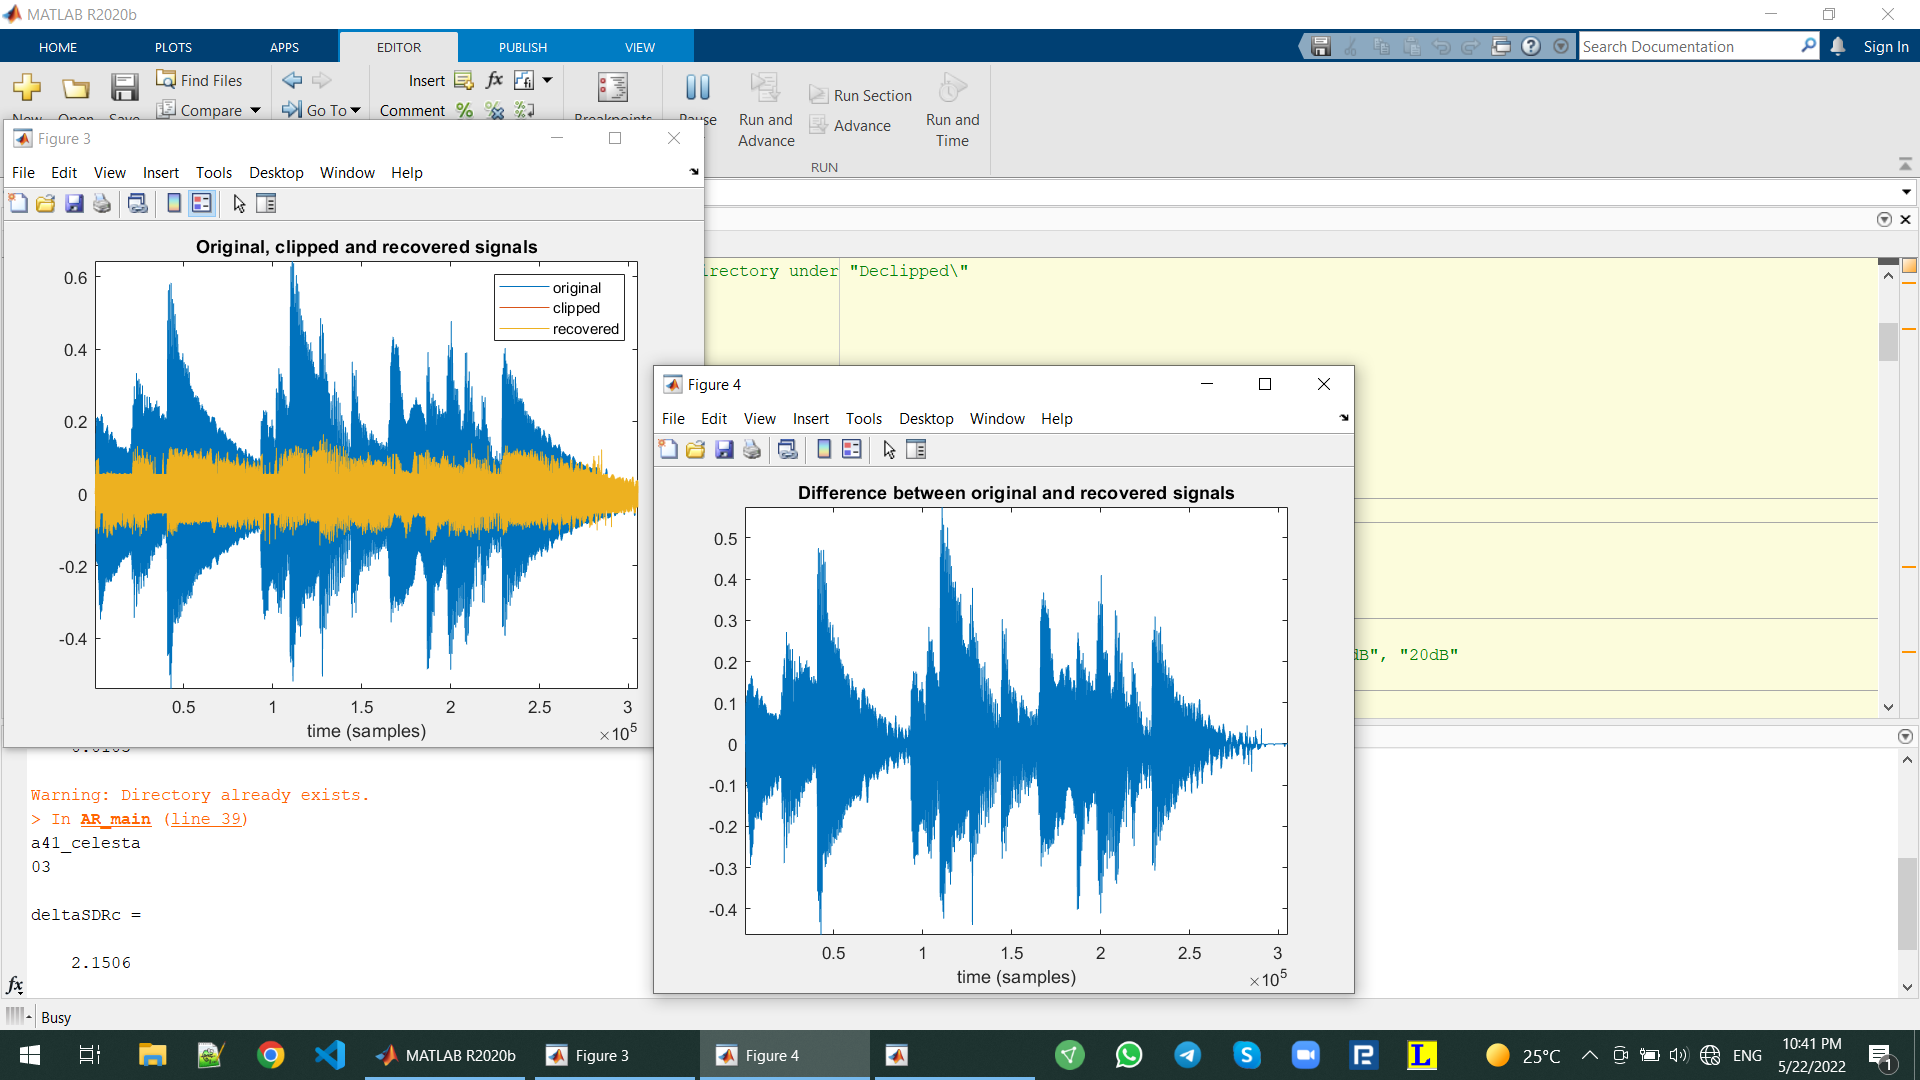 MATLAB R2020b
HOME PLOTS APPS EDITOR PUBLISH VIEW
Search Documentation
Sign In
Find Files
Compare
Go To
Insert
Comment
Run and Advance
Run Section
Advance
Run and Time
RUN
Figure 3
File Edit View Insert Tools Desktop Window Help
Original, clipped and recovered signals
original
clipped
recovered
0.6
0.4
0.2
0
-0.2
-0.4
0.5 1 1.5 2 2.5 3
time (samples)
×10^5
irectory under "Declipped\"
dB", "20dB"
Figure 4
File Edit View Insert Tools Desktop Window Help
Difference between original and recovered signals
0.5
0.4
0.3
0.2
0.1
0
-0.1
-0.2
-0.3
-0.4
0.5 1 1.5 2 2.5 3
time (samples)
×10^5
Warning: Directory already exists.
> In AR_main (line 39)
a41_celesta
03
deltaSDRc =
2.1506
fx
Busy
MATLAB R2020b
Figure 3
Figure 4
25°C
ENG
10:41 PM
5/22/2022
1